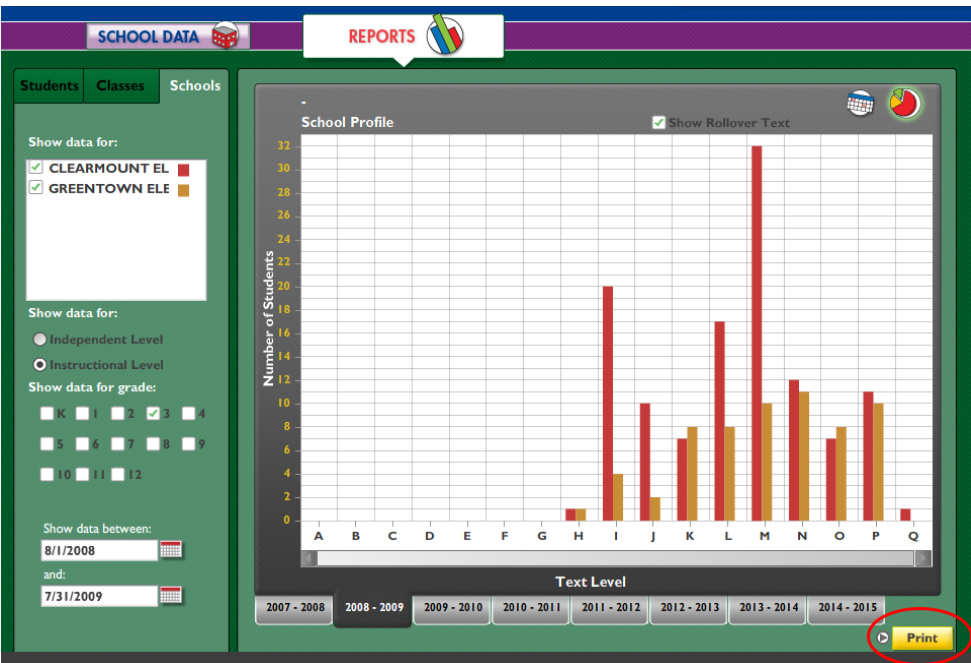 SCHOOL DATA
REPORTS
Students Classes Schools
Show data for:
CLEARMOUNT EL
GREENTOWN ELE
Show data for:
Independent Level
Instructional Level
Show data for grade:
K 1 2 3 4
5 6 7 8 9
10 11 12
Show data between:
8/1/2008
and:
7/31/2009
-
School Profile
Show Rollover Text
Number of Students
32
30
28
26
24
22
20
18
16
14
12
10
8
6
4
2
0
A B C D E F G H I J K L M N O P Q
Text Level
2007 - 2008 2008 - 2009 2009 - 2010 2010 - 2011 2011 - 2012 2012 - 2013 2013 - 2014 2014 - 2015
Print